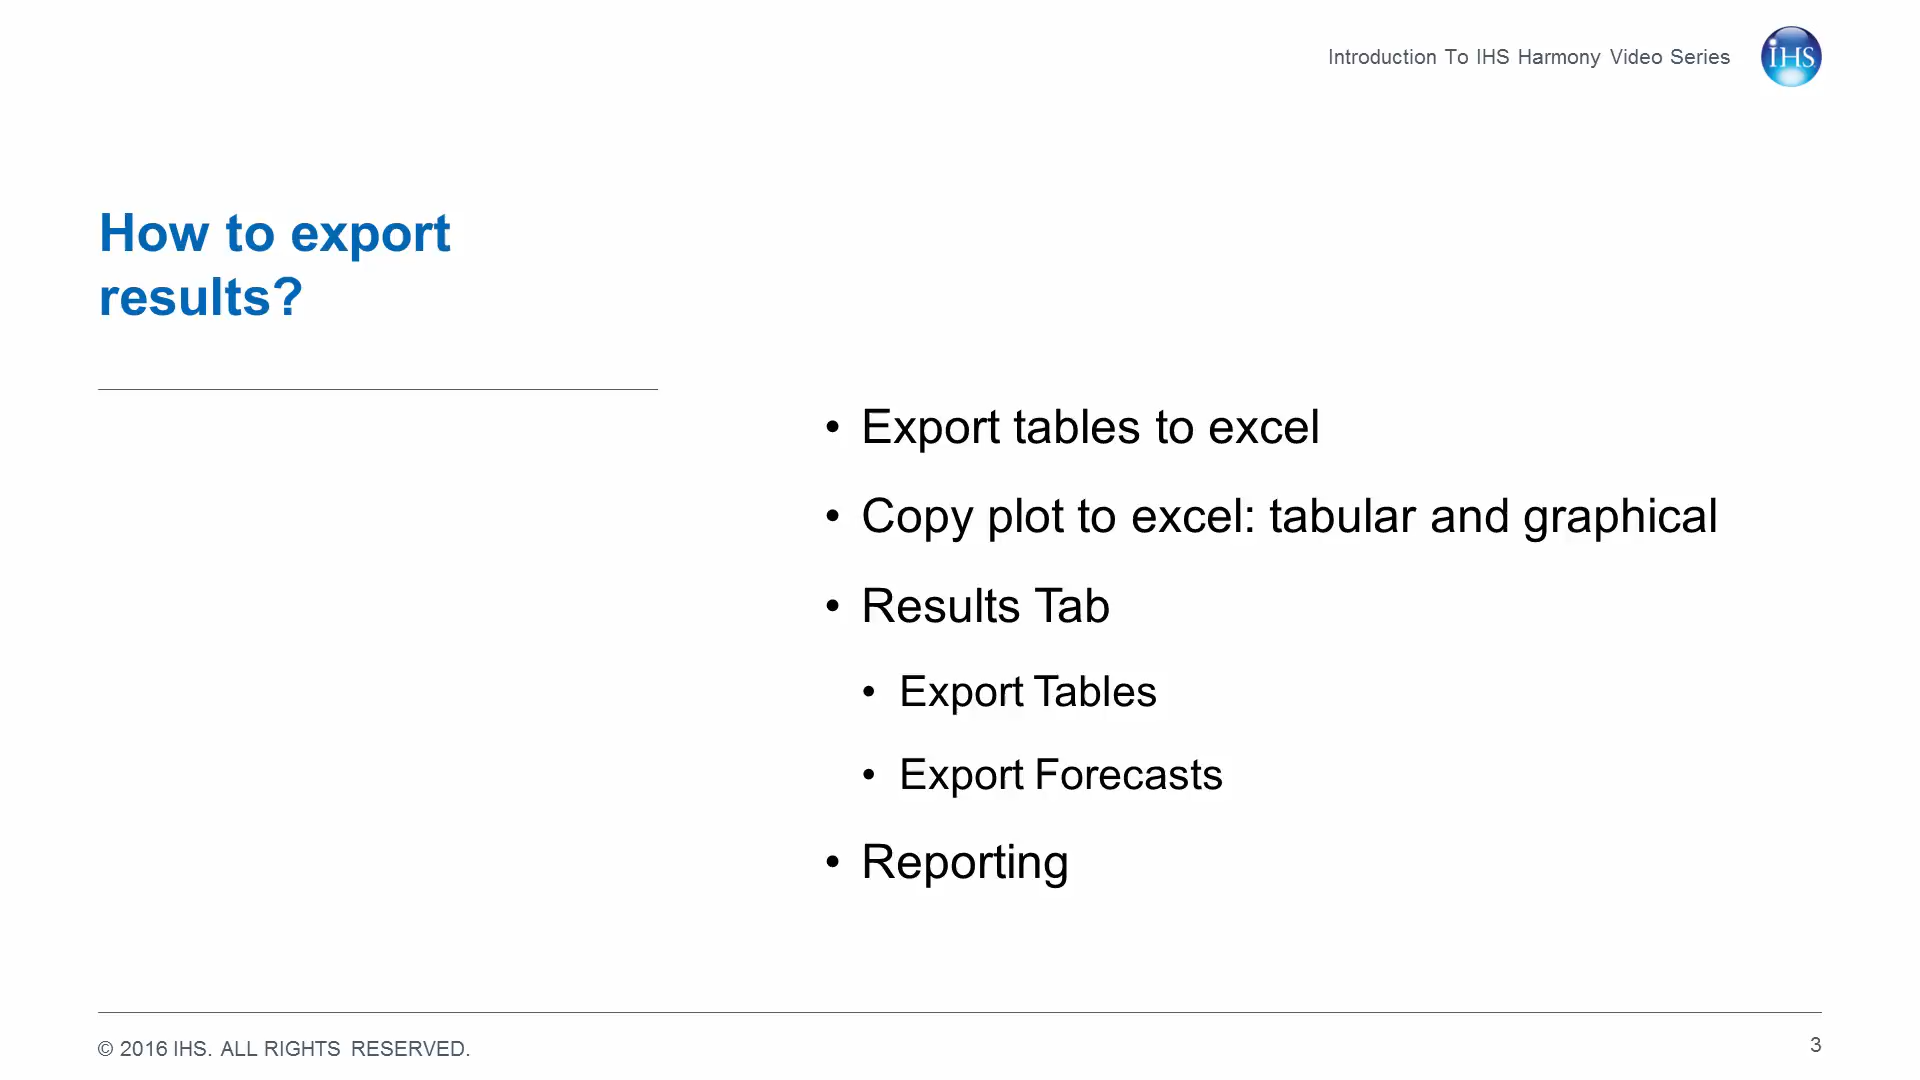 Introduction To IHS Harmony Video Series
IHS
How to export
results?
• Export tables to excel
• Copy plot to excel: tabular and graphical
• Results Tab
• Export Tables
• Export Forecasts
• Reporting
© 2016 IHS. ALL RIGHTS RESERVED.
3